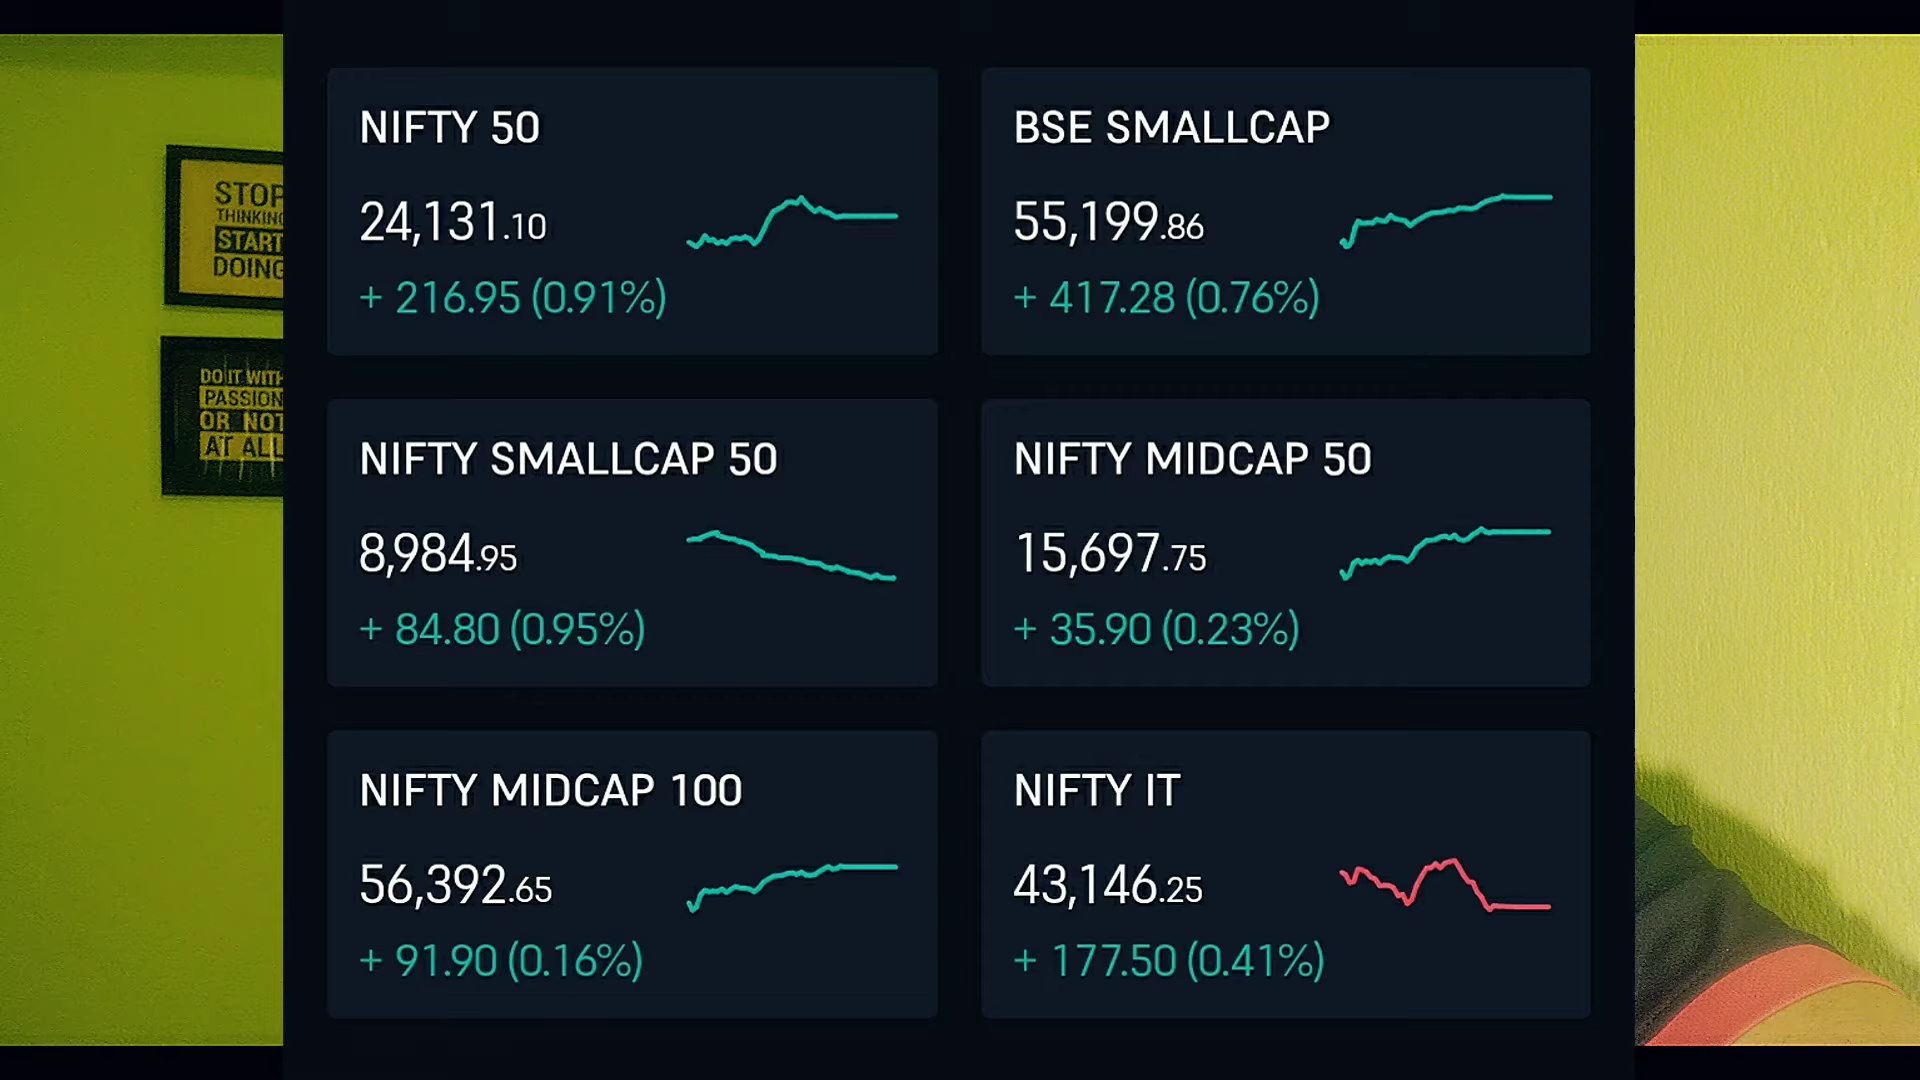 STOP
THINKING
START
DOING
DO IT WITH
PASSION
OR NOT
AT ALL
NIFTY 50
24,131.10
+ 216.95 (0.91%)
BSE SMALLCAP
55,199.86
+ 417.28 (0.76%)
NIFTY SMALLCAP 50
8,984.95
+ 84.80 (0.95%)
NIFTY MIDCAP 50
15,697.75
+ 35.90 (0.23%)
NIFTY MIDCAP 100
56,392.65
+ 91.90 (0.16%)
NIFTY IT
43,146.25
+ 177.50 (0.41%)